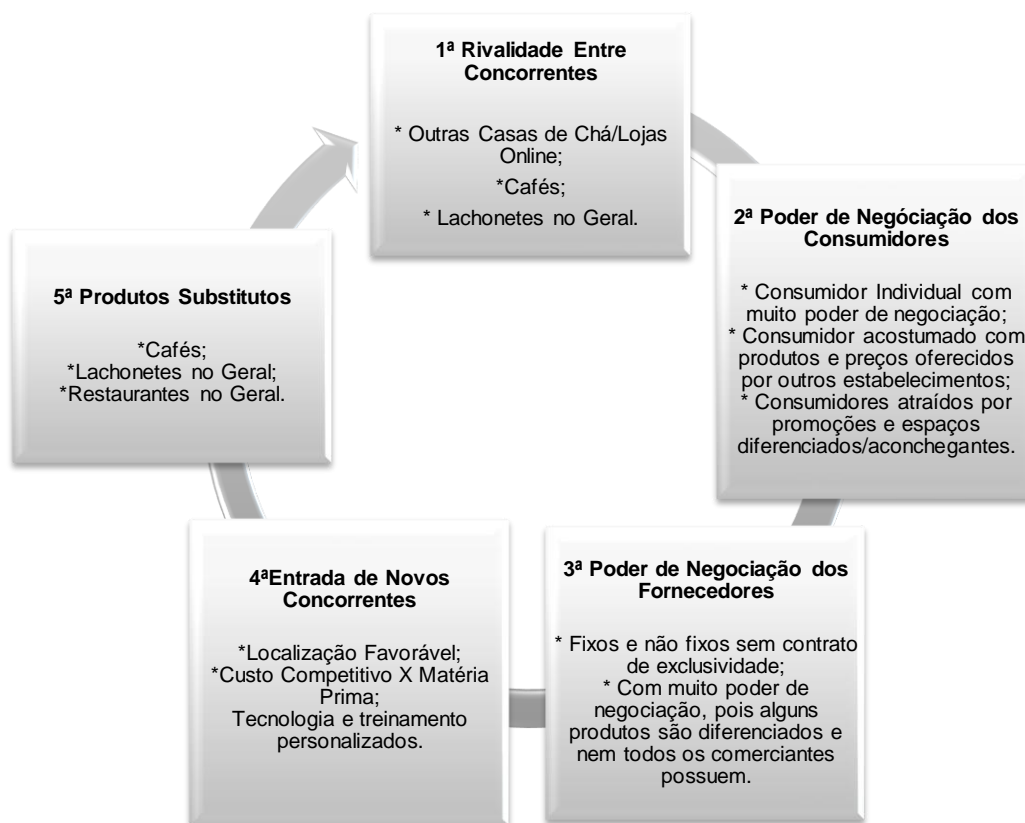 1ª Rivalidade Entre
Concorrentes
* Outras Casas de Chá/Lojas
Online;
*Cafés;
* Lachonetes no Geral.
2ª Poder de Negóciação dos
Consumidores
* Consumidor Individual com
muito poder de negociação;
* Consumidor acostumado com
produtos e preços oferecidos
por outros estabelecimentos;
* Consumidores atraídos por
promoções e espaços
diferenciados/aconchegantes.
3ª Poder de Negociação dos
Fornecedores
* Fixos e não fixos sem contrato
de exclusividade;
* Com muito poder de
negociação, pois alguns
produtos são diferenciados e
nem todos os comerciantes
possuem.
4ªEntrada de Novos
Concorrentes
*Localização Favorável;
*Custo Competitivo X Matéria
Prima;
Tecnologia e treinamento
personalizados.
5ª Produtos Substitutos
*Cafés;
*Lachonetes no Geral;
*Restaurantes no Geral.